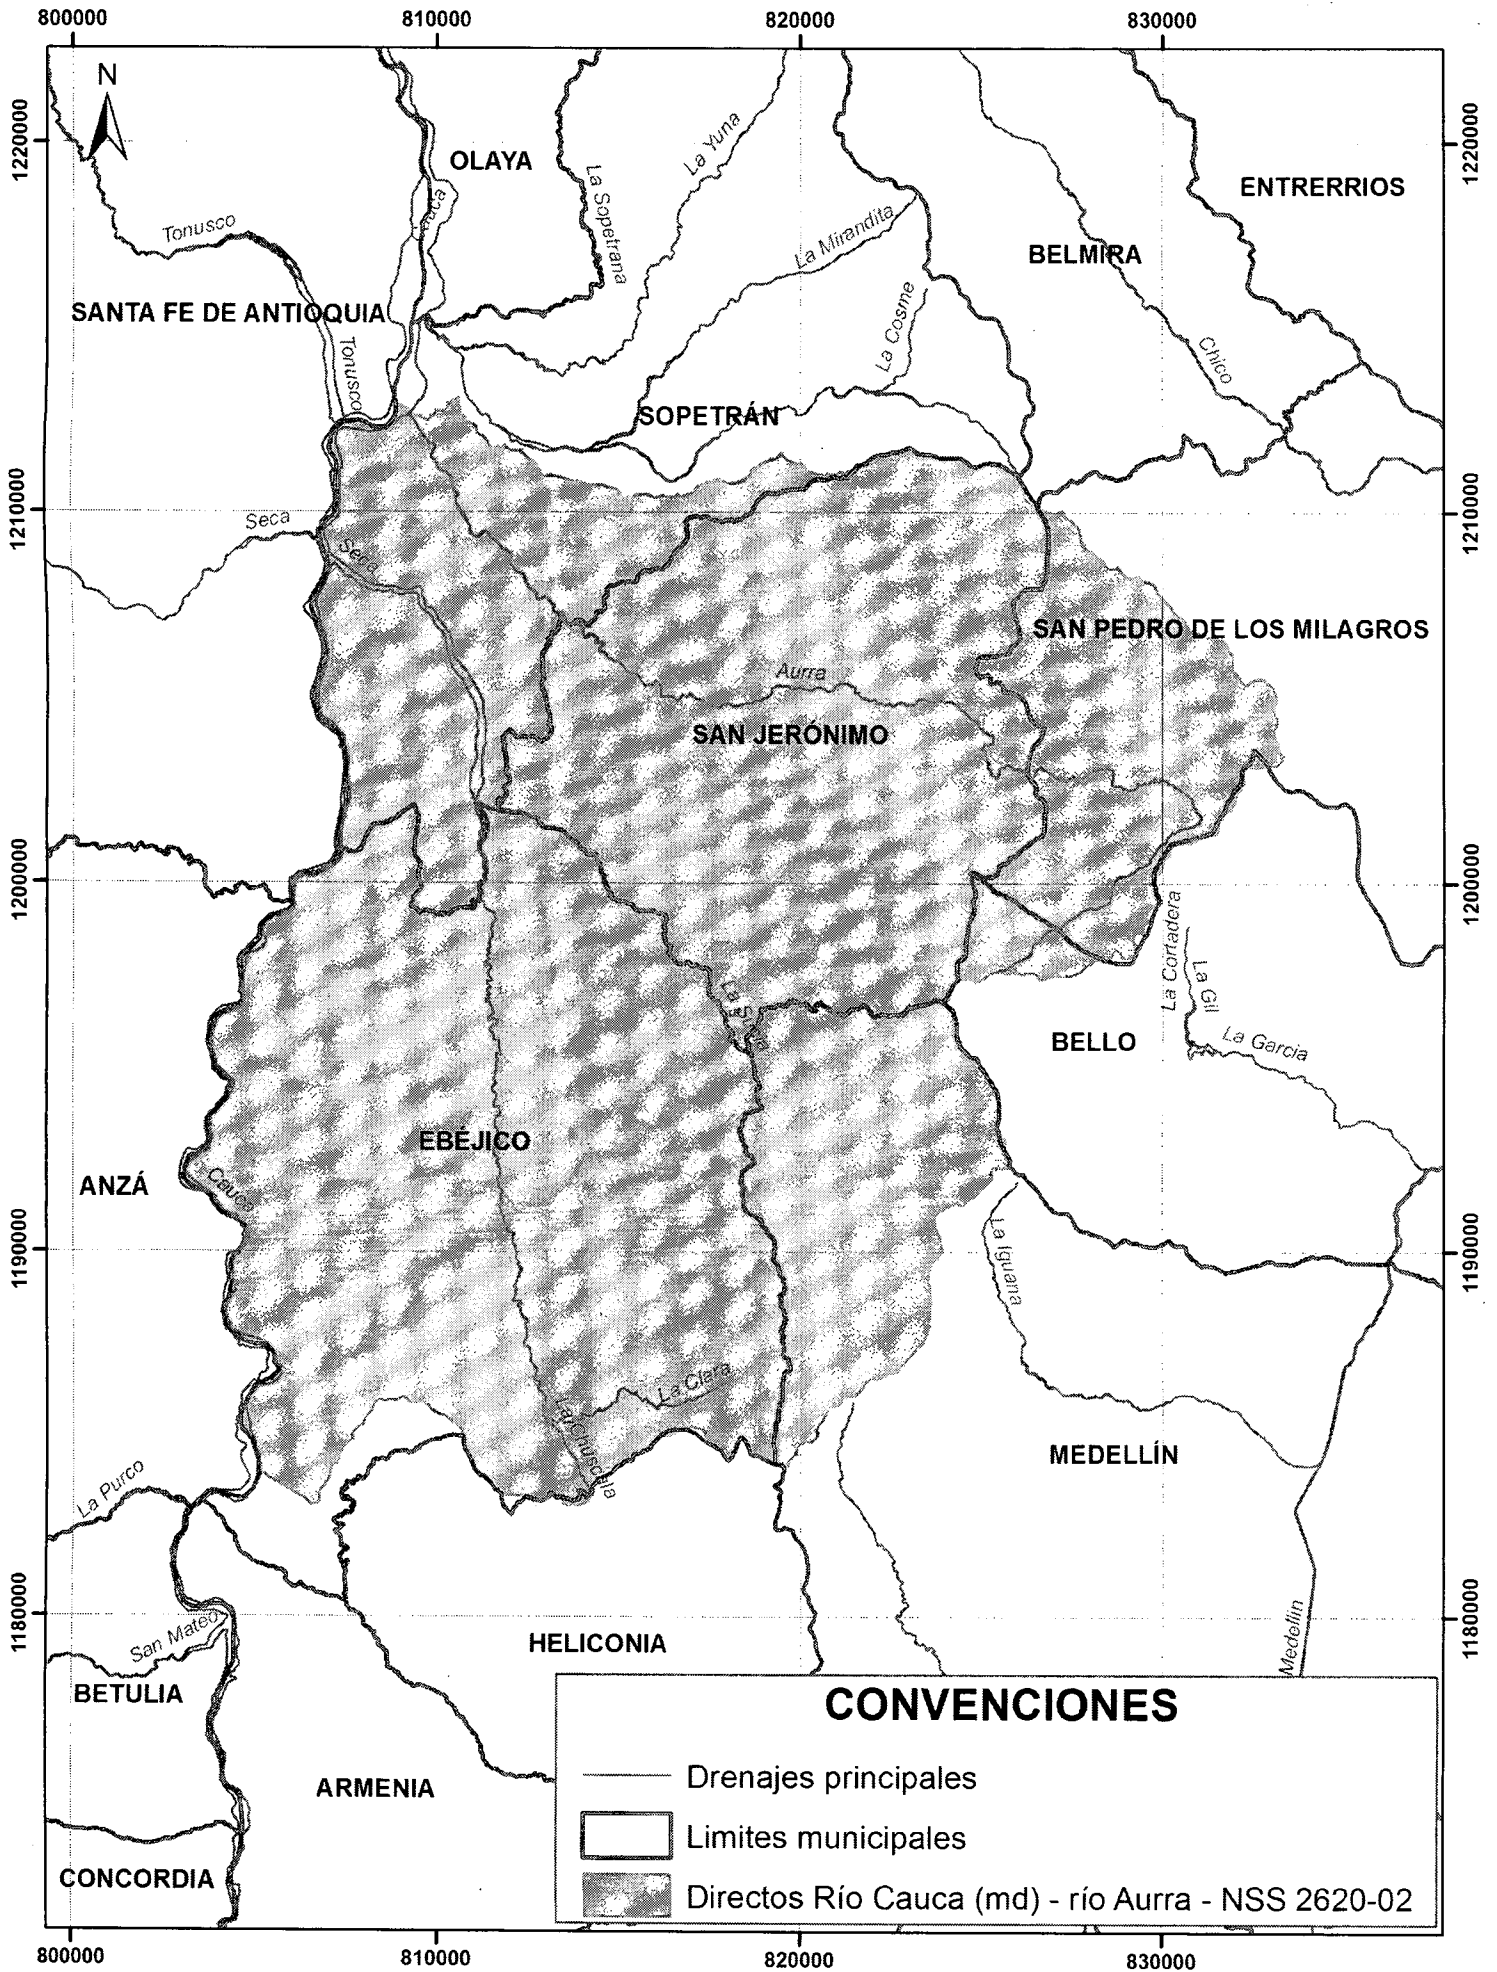 800000
810000
820000
830000
N
1220000
1220000
OLAYA
La Yuna
La Sopetrana
ENTRERRIOS
Tonusco
La Mirandita
BELMIRA
SANTA FE DE ANTIOQUIA
La Cosme
Tonusco
Chico
SOPETRÁN
1210000
1210000
Seca
Seca
SAN PEDRO DE LOS MILAGROS
Aurra
SAN JERÓNIMO
1200000
1200000
La Cortadera
La Gil
La Garcia
BELLO
EBÉJICO
ANZÁ
Cauca
1190000
1190000
La Iguana
La Clara
MEDELLÍN
La Purco
1180000
1180000
San Mateo
HELICONIA
Medellin
BETULIA
ARMENIA
CONCORDIA
CONVENCIONES
Drenajes principales
Limites municipales
Directos Río Cauca (md) - río Aurra - NSS 2620-02
800000
810000
820000
830000